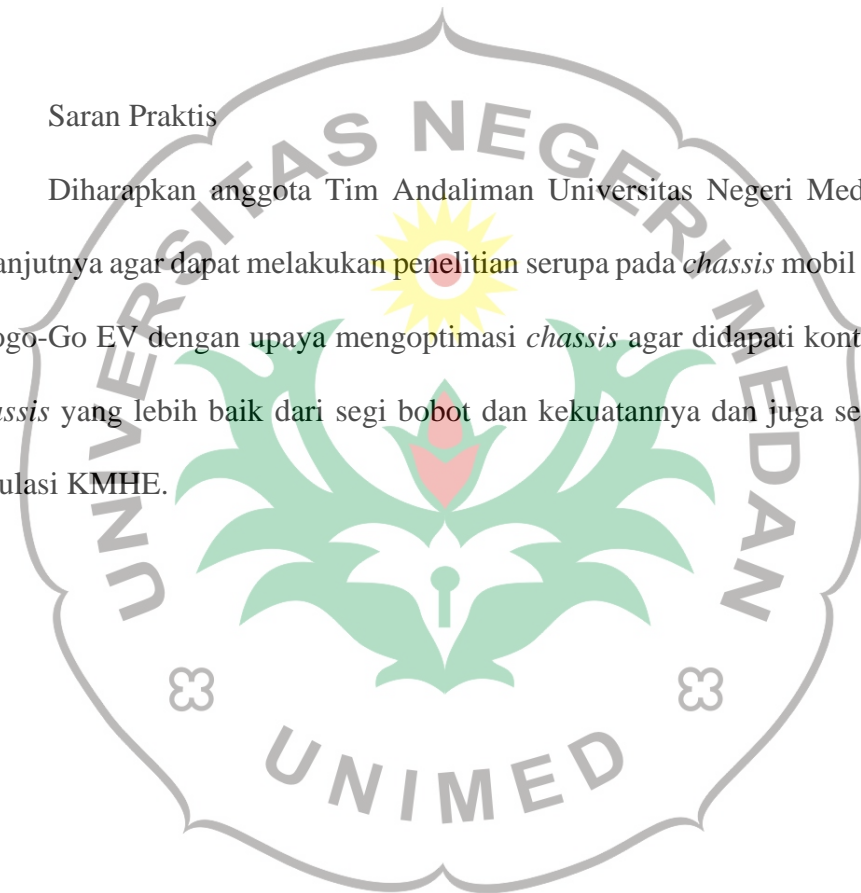 Saran Praktis
Diharapkan anggota Tim Andaliman Universitas Negeri Med
anjutnya agar dapat melakukan penelitian serupa pada chassis mobil
ogo-Go EV dengan upaya mengoptimasi chassis agar didapati kont
ssis yang lebih baik dari segi bobot dan kekuatannya dan juga se
ulasi KMHE.
UNIVERSITAS NEGERI MEDAN
UNIMED